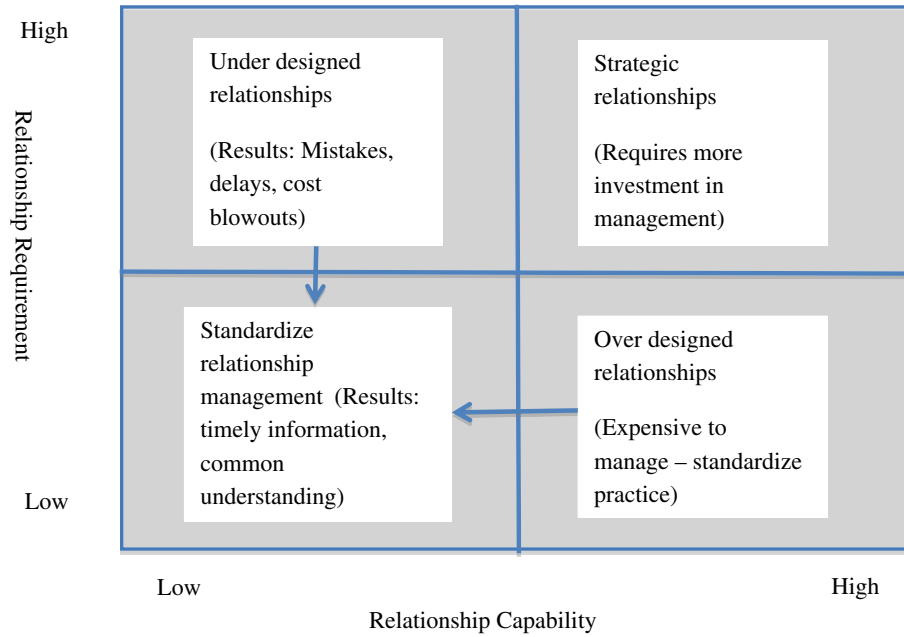 High
Relationship Requirement
Low
Under designed
relationships
(Results: Mistakes,
delays, cost
blowouts)
Strategic
relationships
(Requires more
investment in
management)
Standardize
relationship
management (Results:
timely information,
common
understanding)
Over designed
relationships
(Expensive to
manage – standardize
practice)
Low
High
Relationship Capability